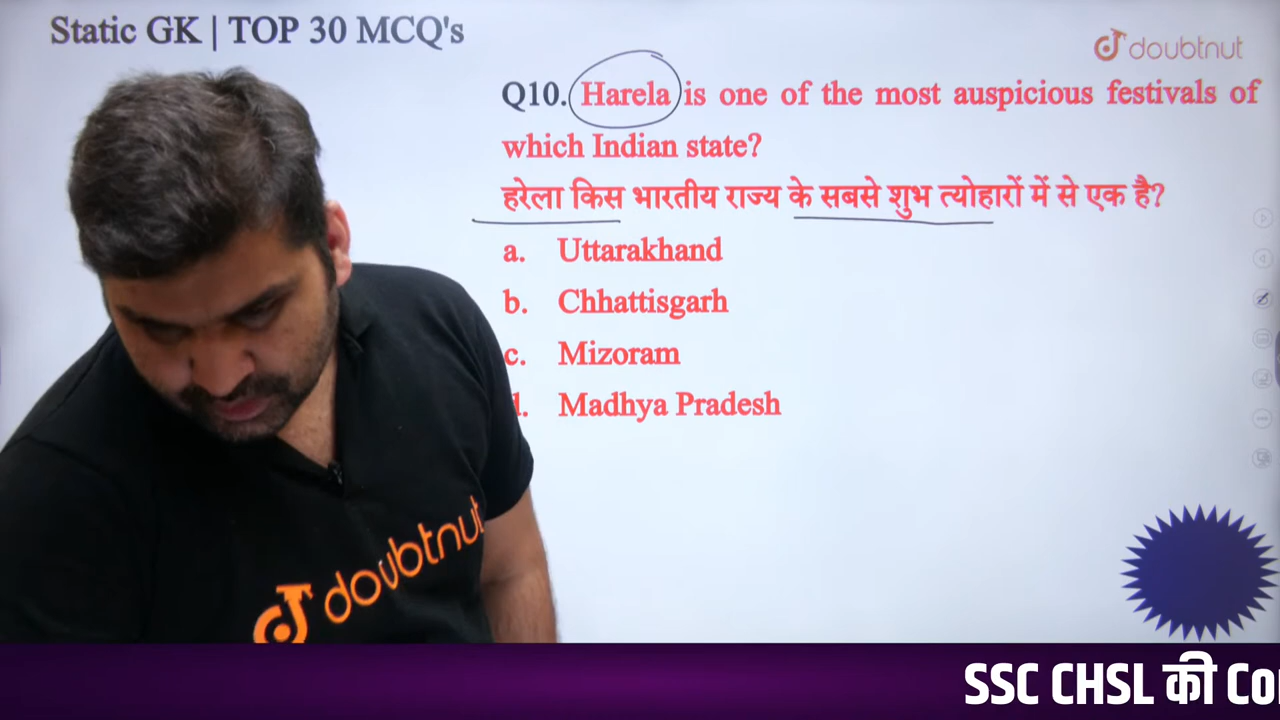 Static GK | TOP 30 MCQ's
doubtnut
Q10. Harela is one of the most auspicious festivals of
which Indian state?
हरेला किस भारतीय राज्य के सबसे शुभ त्योहारों में से एक है?
a. Uttarakhand
b. Chhattisgarh
c. Mizoram
d. Madhya Pradesh
doubtnut
SSC CHSL की